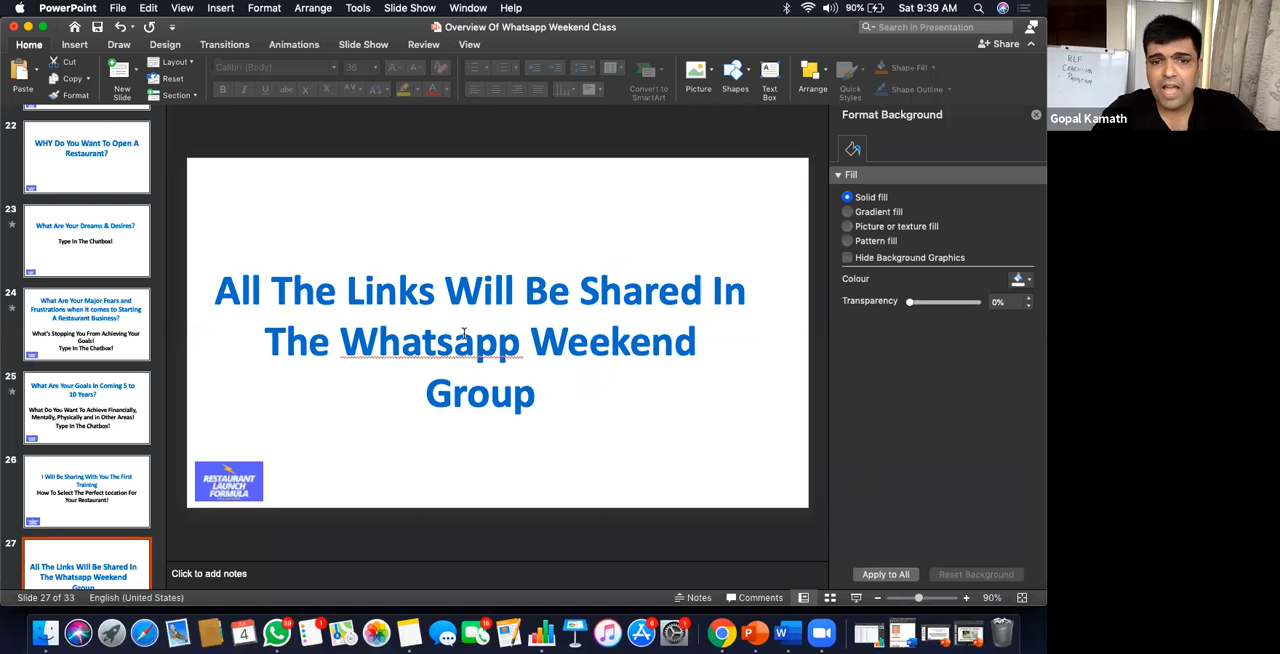 PowerPoint File Edit View Insert Format Arrange Tools Slide Show Window Help 90% Sat 9:39 AM
Overview Of Whatsapp Weekend Class
Search in Presentation
Home Insert Draw Design Transitions Animations Slide Show Review View
Share
Paste
Cut
Copy
Format
New Slide
Layout
Reset
Section
Calibri (Body) 36
Convert to SmartArt
Picture
Shapes
Text Box
Arrange
Quick Styles
Shape Fill
Shape Outline
22
WHY Do You Want To Open A
Restaurant?
23
What Are Your Dreams & Desires?
Type In The Chatbox!
24
What Are Your Major Fears and
Frustrations when It comes to Starting
A Restaurant Business?
What's Stopping You From Achieving Your
Goals!
Type In The Chatbox!
25
What Are Your Goals In Coming 5 to
10 Years?
What Do You Want To Achieve Financially,
Mentally, Physically and in Other Areas!
Type In The Chatbox!
26
I Will Be Sharing With You The First
Training
How To Select The Perfect Location For
Your Restaurant!
27
All The Links Will Be Shared In
The Whatsapp Weekend
Group
All The Links Will Be Shared In
The Whatsapp Weekend
Group
RESTAURANT
LAUNCH
FORMULA
Click to add notes
Format Background
Fill
Solid fill
Gradient fill
Picture or texture fill
Pattern fill
Hide Background Graphics
Colour
Transparency 0%
Apply to All
Reset Background
Slide 27 of 33 English (United States)
Notes Comments 90%
RLF
Coaching
Program
Gopal Kamath